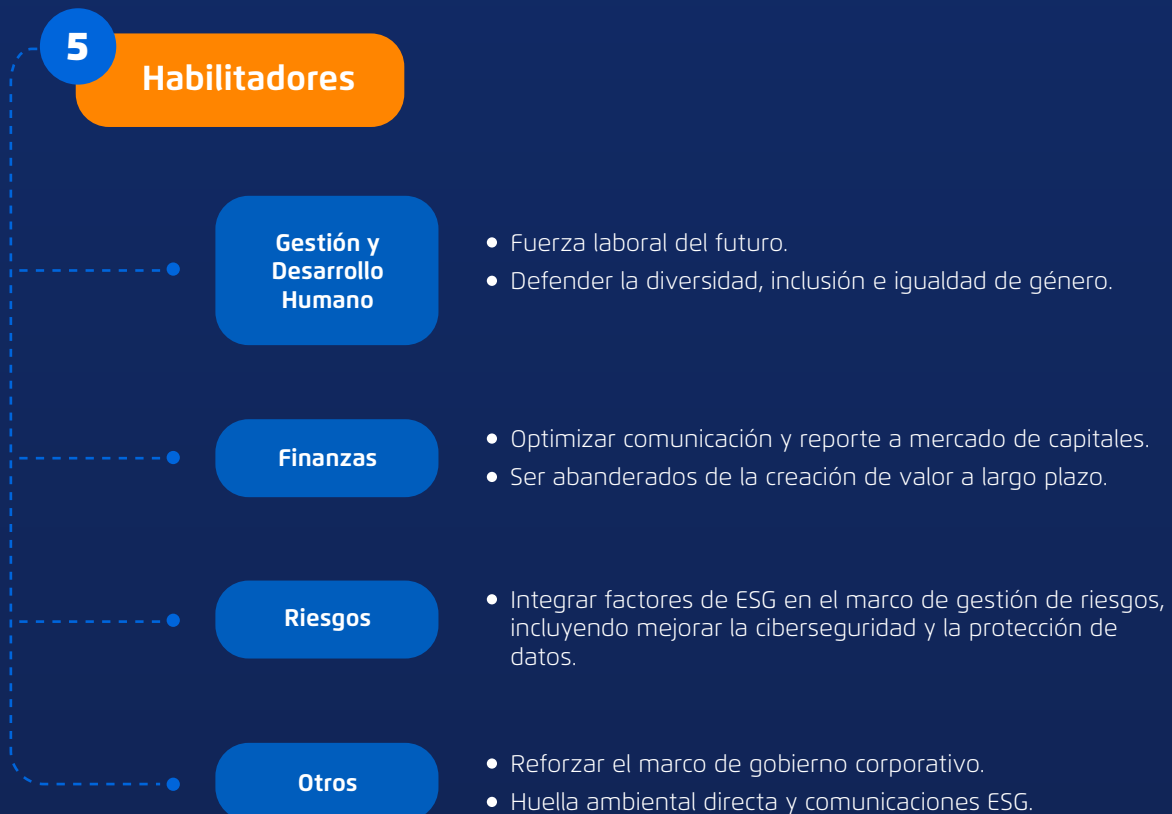 5
Habilitadores
Gestión y
Desarrollo
Humano
• Fuerza laboral del futuro.
• Defender la diversidad, inclusión e igualdad de género.
Finanzas
• Optimizar comunicación y reporte a mercado de capitales.
• Ser abanderados de la creación de valor a largo plazo.
Riesgos
• Integrar factores de ESG en el marco de gestión de riesgos,
incluyendo mejorar la ciberseguridad y la protección de
datos.
Otros
• Reforzar el marco de gobierno corporativo.
• Huella ambiental directa y comunicaciones ESG.